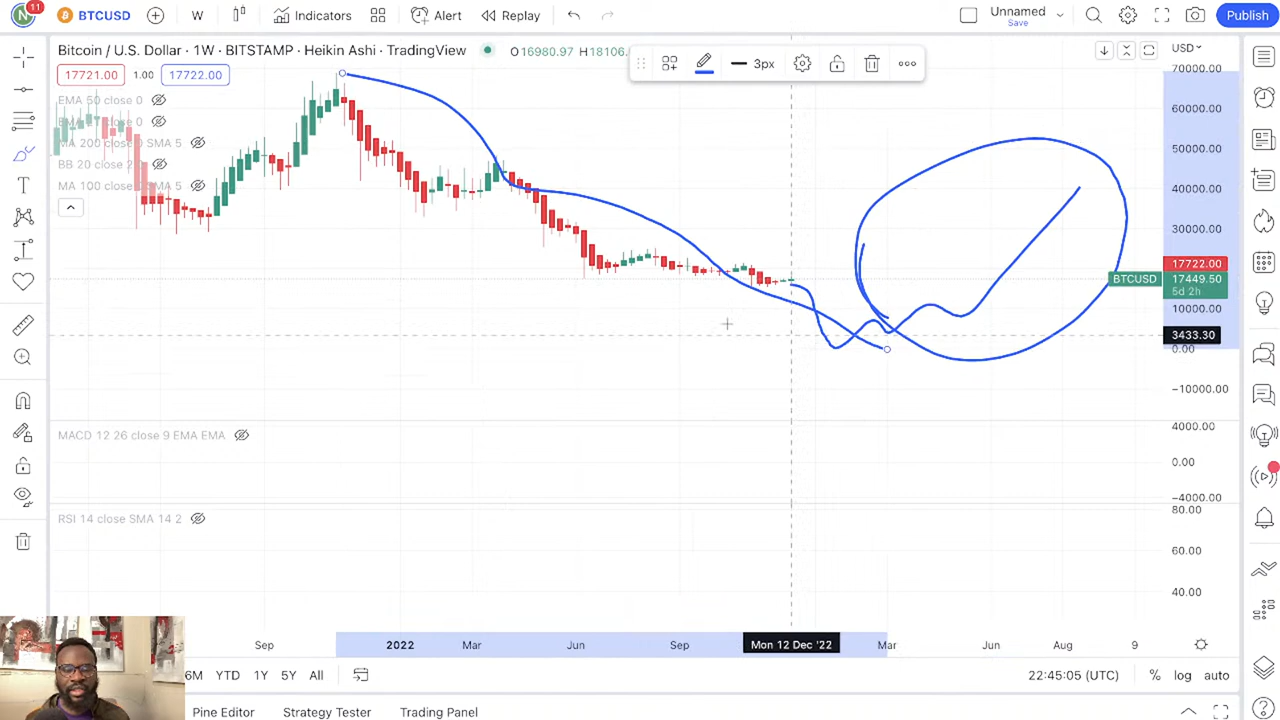 N 11 BTCUSD W Indicators Alert Replay Unnamed Save Publish
Bitcoin / U.S. Dollar · 1W · BITSTAMP · Heikin Ashi · TradingView O16980.97 H18106. 3px USD
17721.00 1.00 17722.00
EMA 50 close 0
MA 200 close 0 SMA 5
BB 20 close 2
MA 100 close 0 SMA 5
70000.00
60000.00
50000.00
40000.00
30000.00
17722.00
BTCUSD 17449.50
5d 2h
10000.00
3433.30
0.00
−10000.00
MACD 12 26 close 9 EMA EMA
4000.00
0.00
−4000.00
RSI 14 close SMA 14 2
80.00
60.00
40.00
Sep 2022 Mar Jun Sep Mon 12 Dec '22 Mar Jun Aug 9
6M YTD 1Y 5Y All 22:45:05 (UTC) % log auto
Pine Editor Strategy Tester Trading Panel